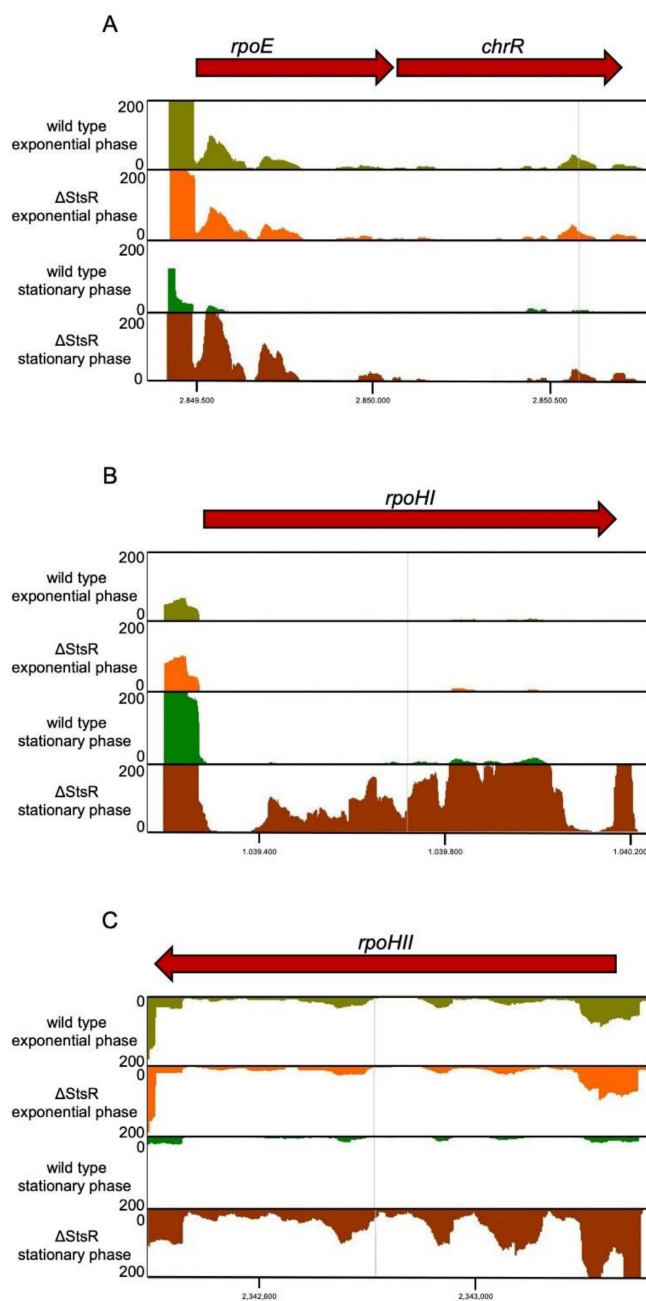 A
rpoE chrR
200
wild type
exponential phase
0
200
ΔStsR
exponential phase
0
200
wild type
stationary phase
0
200
ΔStsR
stationary phase
0
2.849.500 2.850.000 2.850.500
B
rpoHI
200
wild type
exponential phase
0
200
ΔStsR
exponential phase
0
200
wild type
stationary phase
0
200
ΔStsR
stationary phase
0
1.039.400 1.039.800 1.040.200
C
rpoHII
0
wild type
exponential phase
200
0
ΔStsR
exponential phase
200
0
wild type
stationary phase
200
0
ΔStsR
stationary phase
200
2,342,600 2,343,000